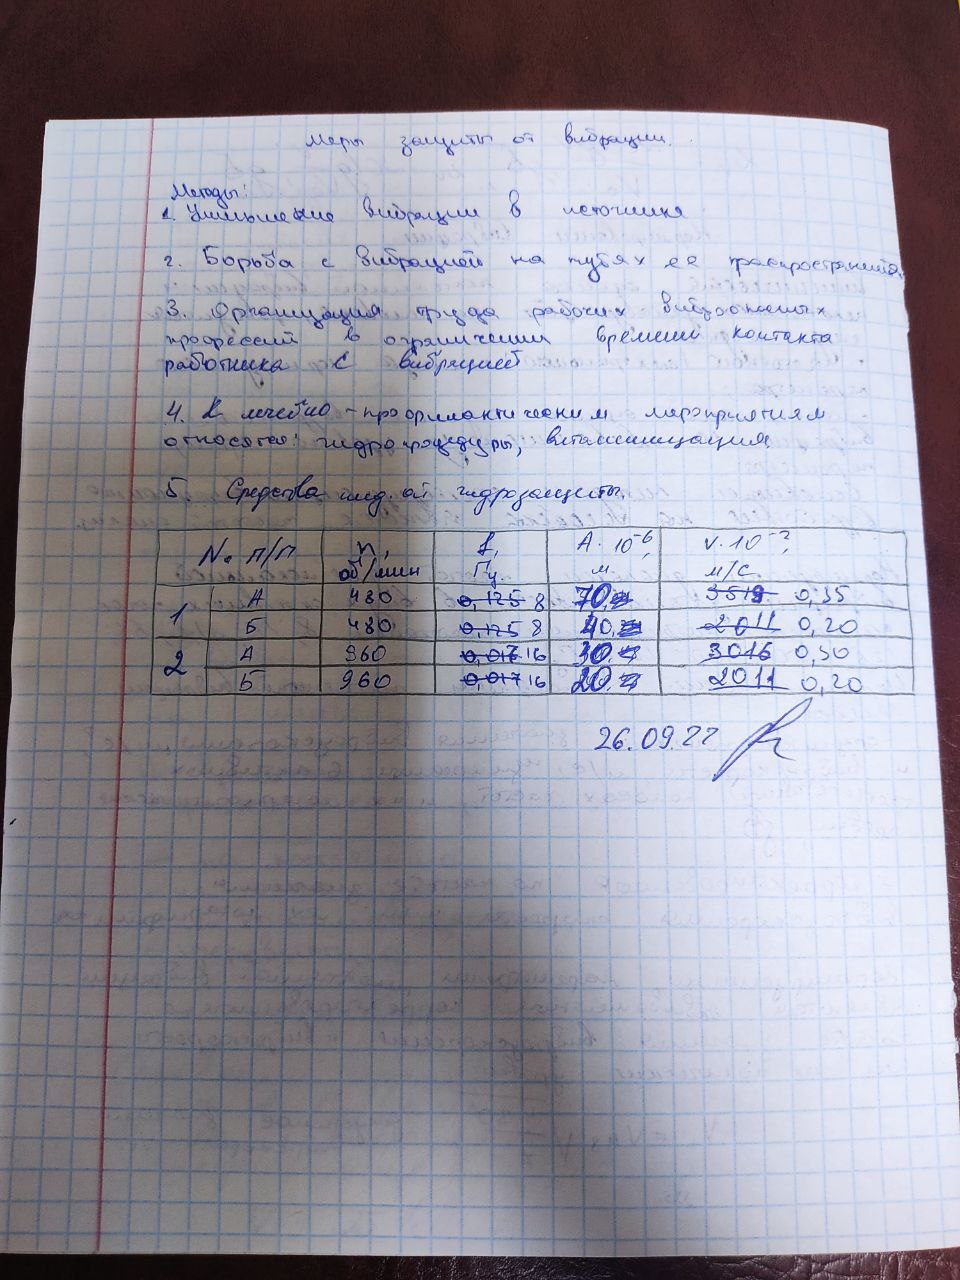 Меры защиты от вибрации.
Методы:
1. Уменьшение вибрации в источнике
2. Борьба с вибрацией на путях ее распространения.
3. Организация труда рабочих виброопасных
профессий в ограничении времени контакта
работника с вибрацией
4. К лечебно-профилактическим мероприятиям
относятся: гидропроцедуры, витаминизация
5. Средства инд. от гидрозащиты.
№ п/п n, об/мин f, Гц A · 10⁻⁶, м V · 10⁻², м/с
1 А 480 0,125 8 70 3519 0,35
Б 480 0,125 8 40 2011 0,20
2 А 960 0,016 16 30 3016 0,30
Б 960 0,017 16 20 2011 0,20
26.09.22